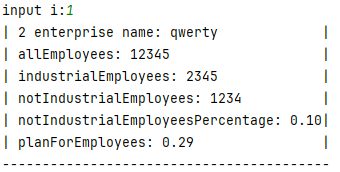 input i:1
| 2 enterprise name: qwerty |
| allEmployees: 12345 |
| industrialEmployees: 2345 |
| notIndustrialEmployees: 1234 |
| notIndustrialEmployeesPercentage: 0.10|
| planForEmployees: 0.29 |
-----------------------------------------